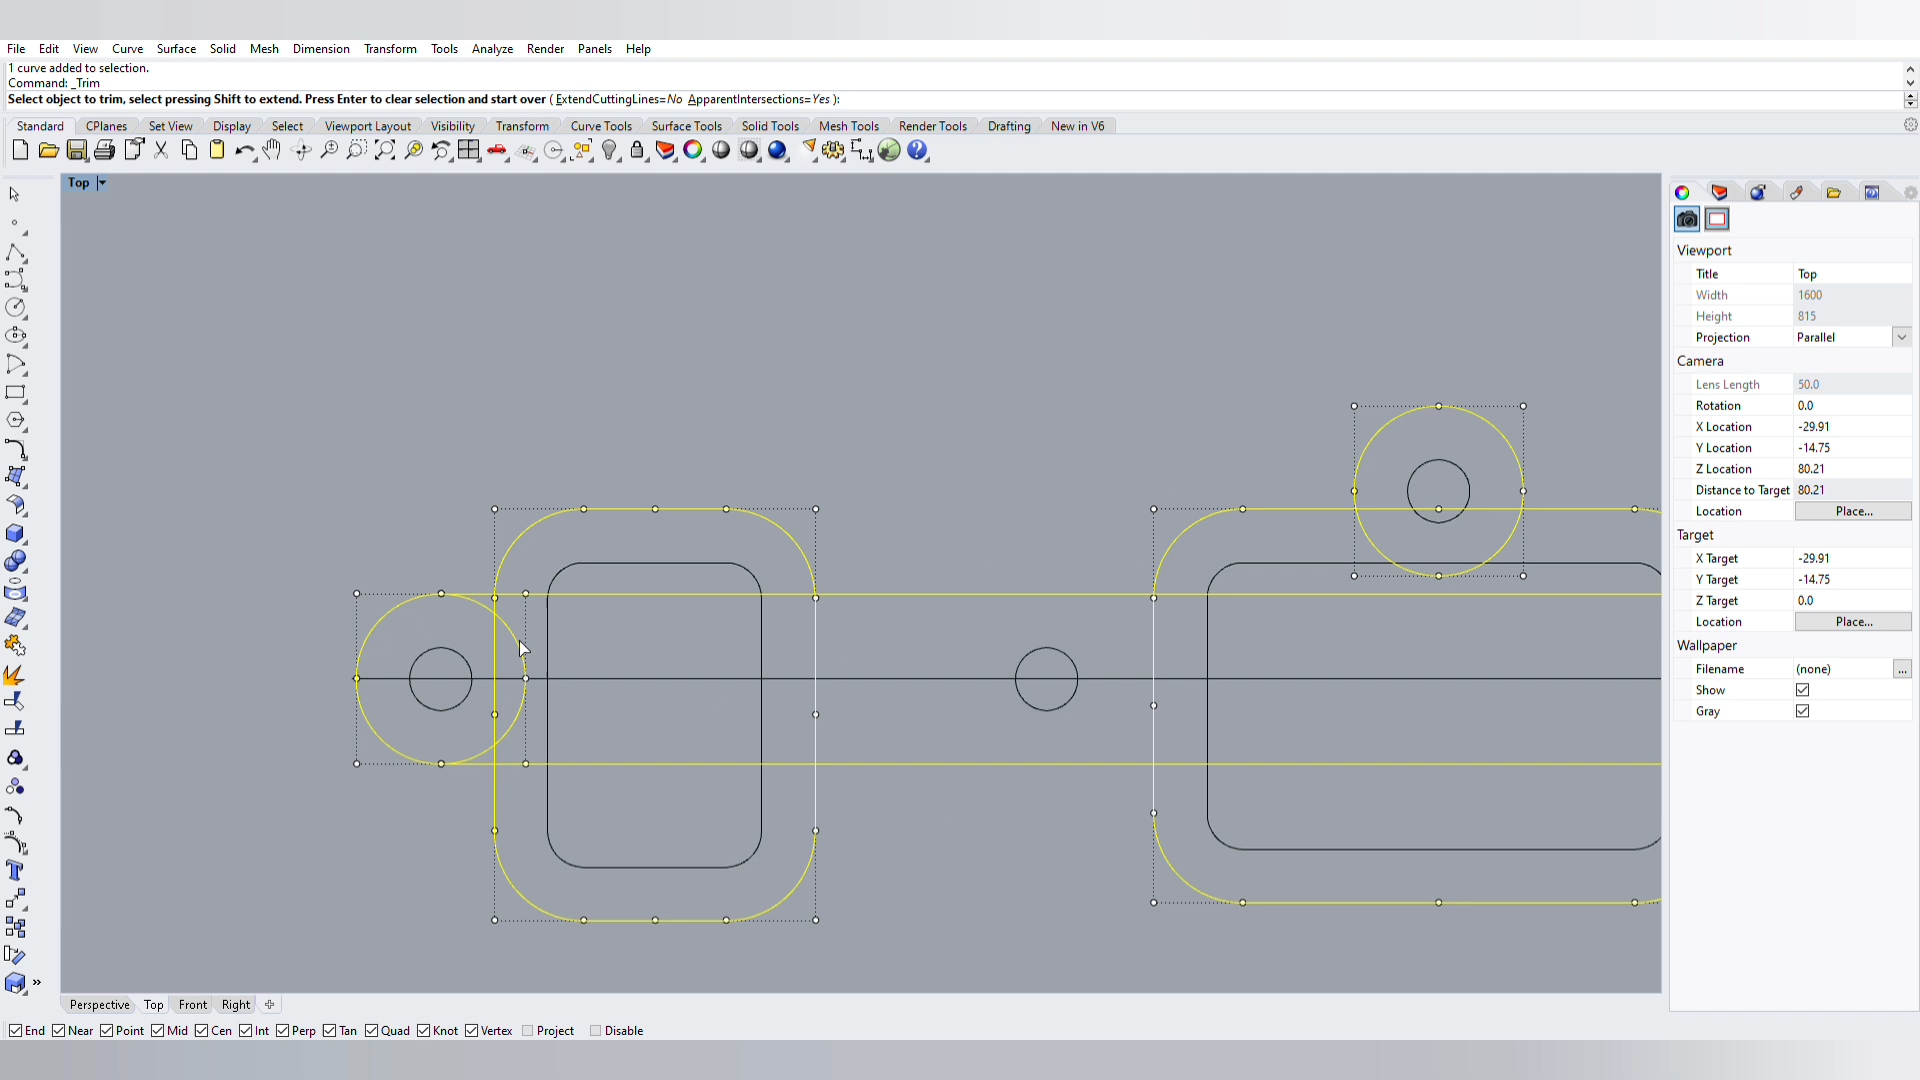 File Edit View Curve Surface Solid Mesh Dimension Transform Tools Analyze Render Panels Help
1 curve added to selection.
Command: _Trim
Select object to trim, select pressing Shift to extend. Press Enter to clear selection and start over ( ExtendCuttingLines=No ApparentIntersections=Yes ):
Standard CPlanes Set View Display Select Viewport Layout Visibility Transform Curve Tools Surface Tools Solid Tools Mesh Tools Render Tools Drafting New in V6
Top
Viewport
Title Top
Width 1600
Height 815
Projection Parallel
Camera
Lens Length 50.0
Rotation 0.0
X Location -29.91
Y Location -14.75
Z Location 80.21
Distance to Target 80.21
Location Place...
Target
X Target -29.91
Y Target -14.75
Z Target 0.0
Location Place...
Wallpaper
Filename (none) ...
Show
Gray
Perspective Top Front Right
End Near Point Mid Cen Int Perp Tan Quad Knot Vertex Project Disable